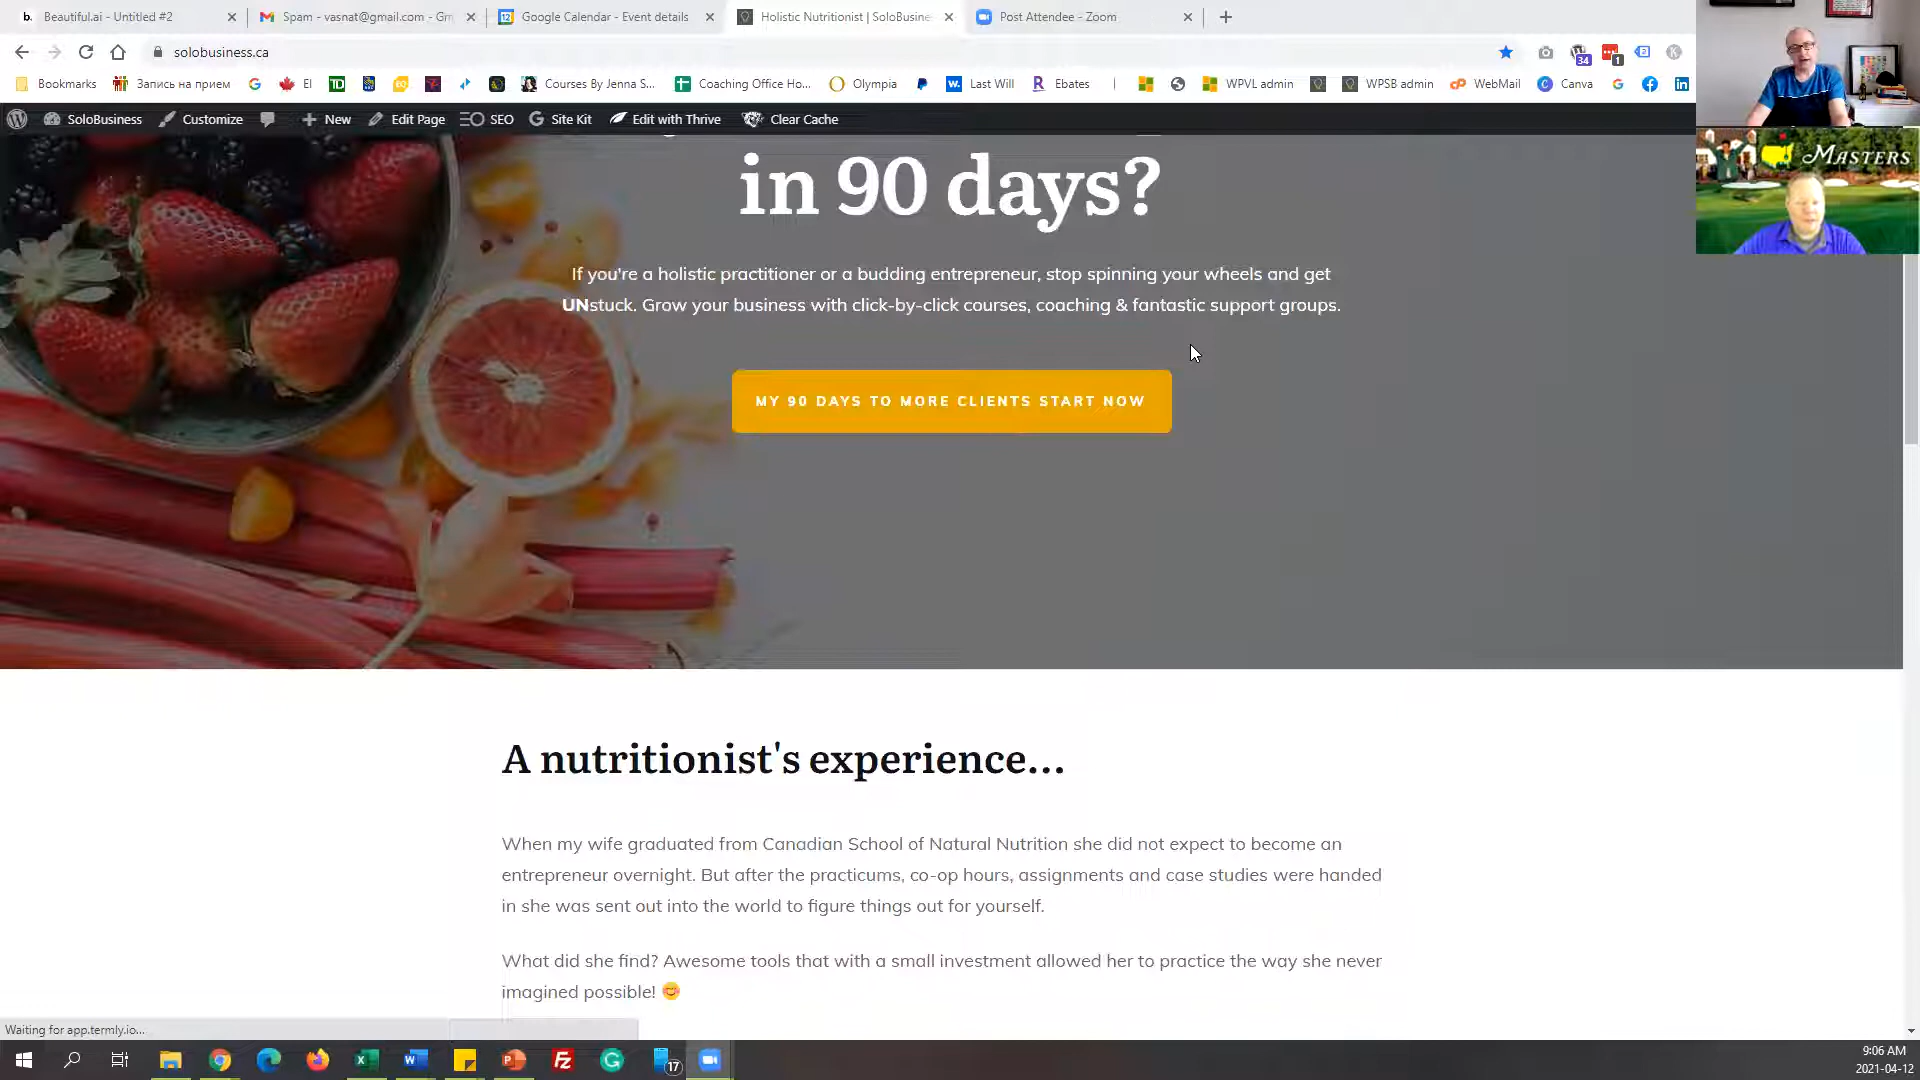 Beautiful.ai - Untitled #2
Spam - vasnat@gmail.com - Gm
Google Calendar - Event details
Holistic Nutritionist | SoloBusine
Post Attendee - Zoom
solobusiness.ca
34
1
Bookmarks
Запись на прием
EI
TD
Courses By Jenna S...
Coaching Office Ho...
Olympia
Last Will
Ebates
WPVL admin
WPSB admin
WebMail
Canva
SoloBusiness
Customize
New
Edit Page
SEO
Site Kit
Edit with Thrive
Clear Cache
MASTERS
in 90 days?
If you're a holistic practitioner or a budding entrepreneur, stop spinning your wheels and get
UNstuck. Grow your business with click-by-click courses, coaching & fantastic support groups.
MY 90 DAYS TO MORE CLIENTS START NOW
A nutritionist's experience...
When my wife graduated from Canadian School of Natural Nutrition she did not expect to become an
entrepreneur overnight. But after the practicums, co-op hours, assignments and case studies were handed
in she was sent out into the world to figure things out for yourself.
What did she find? Awesome tools that with a small investment allowed her to practice the way she never
imagined possible! 😊
Waiting for app.termly.io...
17
9:06 AM
2021-04-12